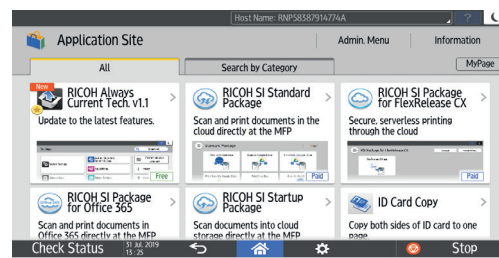 Host Name: RNP58387914774A
?
Application Site
Admin. Menu
Information
All
Search by Category
MyPage
New
RICOH Always
Current Tech. v1.1
Update to the latest features.
Free
RICOH SI Standard
Package
Scan and print documents in the
cloud directly at the MFP
Paid
RICOH SI Package
for FlexRelease CX
Secure, serverless printing
through the cloud
Paid
RICOH SI Package
for Office 365
Scan and print documents in
Office 365 directly at the MFP
RICOH SI Startup
Package
Scan documents into cloud
storage directly at the MFP
ID Card Copy
Copy both sides of ID card to one
page.
Check Status
31 Jul. 2019
13:25
Stop